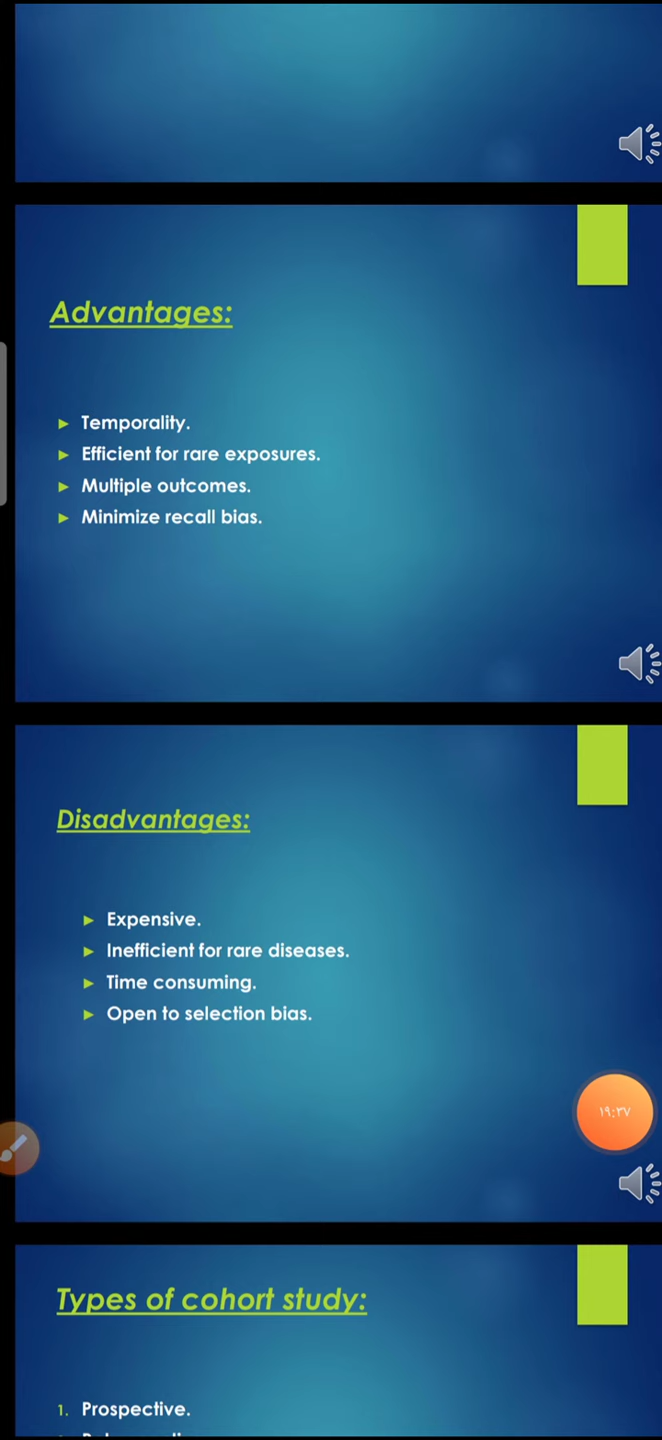 Advantages:
Temporality.
Efficient for rare exposures.
Multiple outcomes.
Minimize recall bias.
Disadvantages:
Expensive.
Inefficient for rare diseases.
Time consuming.
Open to selection bias.
١٩:٣٧
Types of cohort study:
1. Prospective.